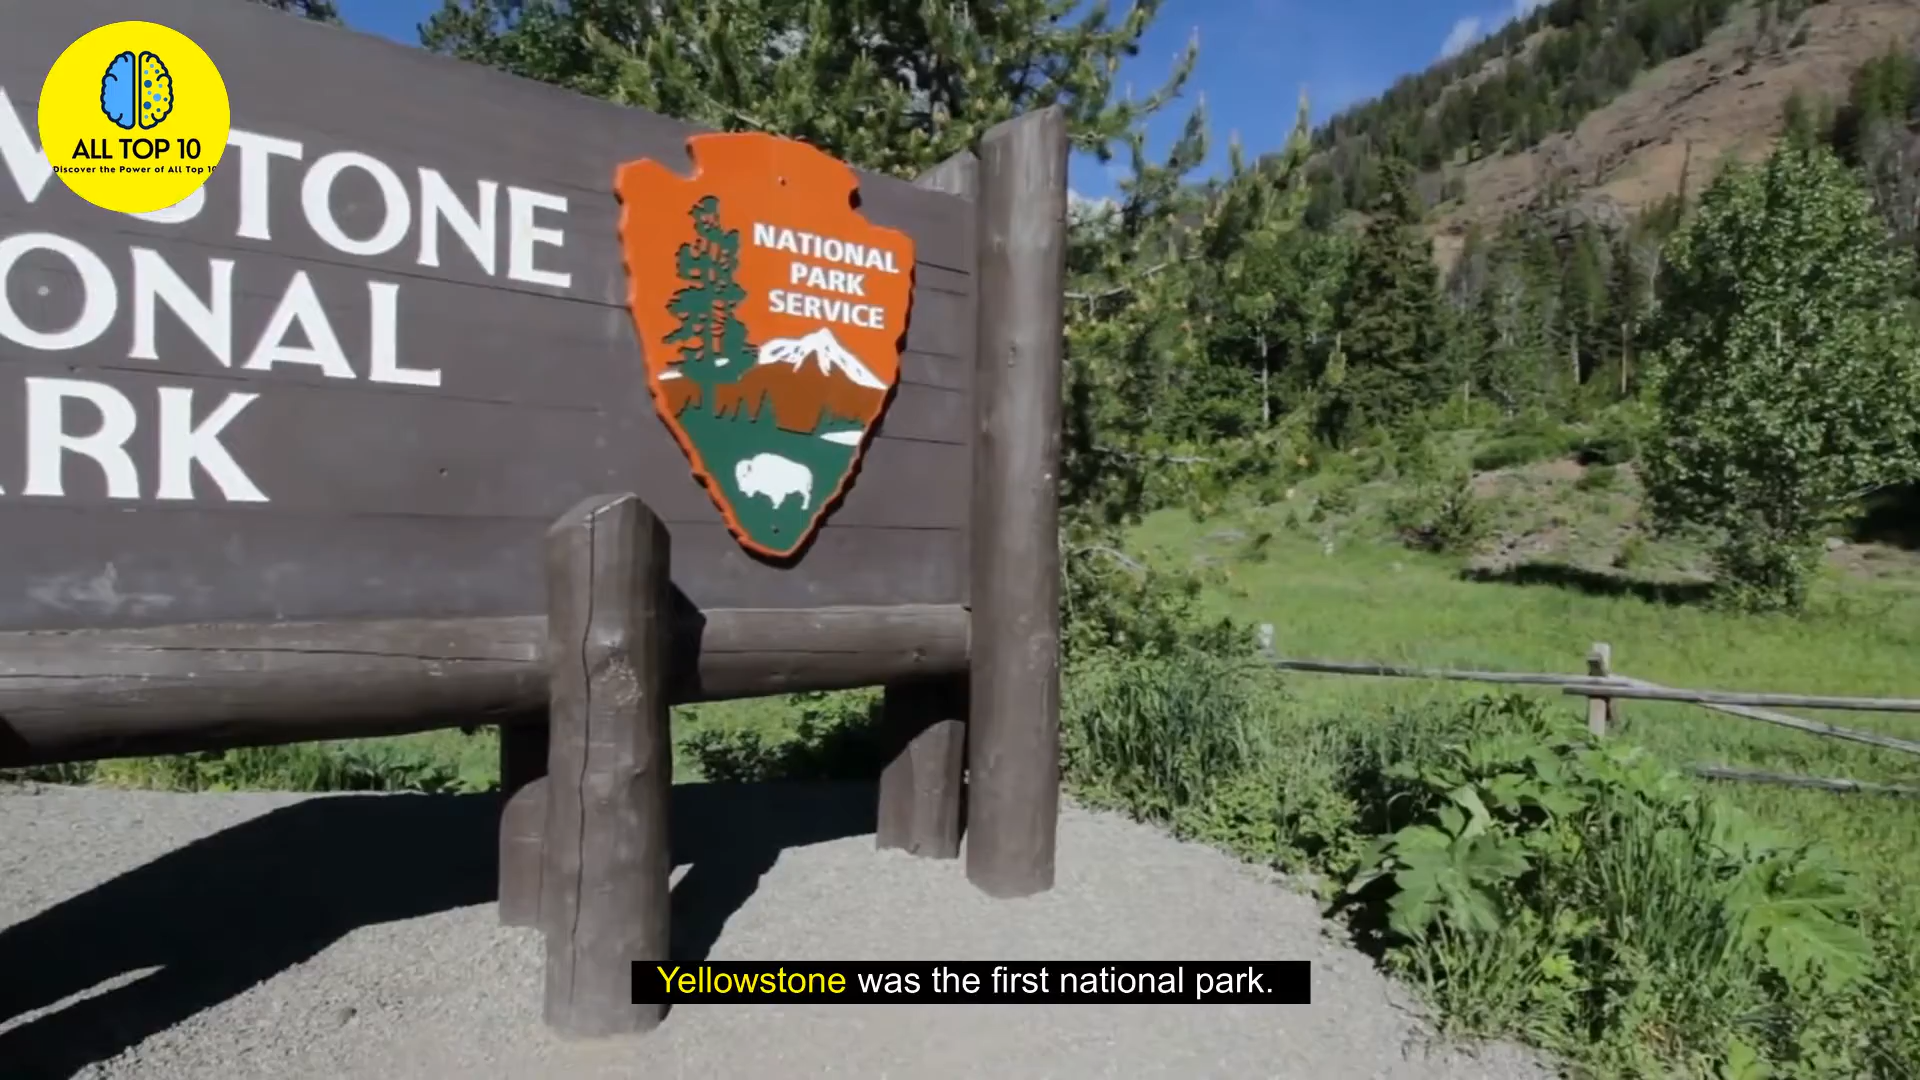 ALL TOP 10
Discover the Power of All Top 10
STONE
ONAL
ARK
NATIONAL
PARK
SERVICE
Yellowstone was the first national park.